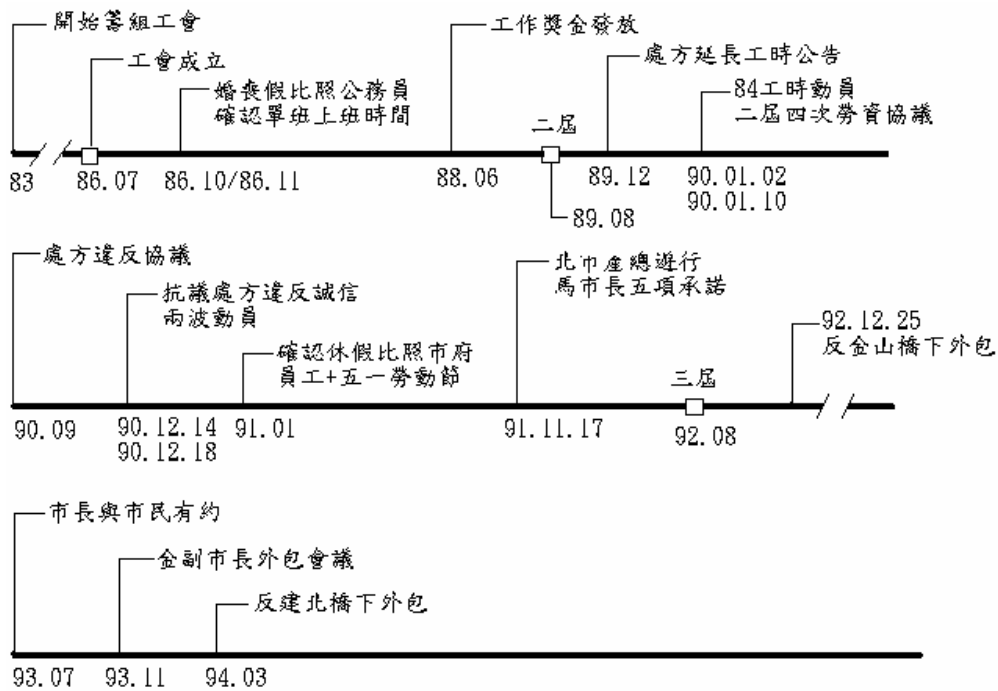 開始籌組工會
工會成立
婚喪假比照公務員
確認單班上班時間
工作獎金發放
處方延長工時公告
84工時動員
二屆四次勞資協議
二屆
83
86.07
86.10/86.11
88.06
89.08
89.12
90.01.02
90.01.10
處方違反協議
抗議處方違反誠信
兩波動員
確認休假比照市府
員工+五一勞動節
北市產總遊行
馬市長五項承諾
三屆
92.12.25
反金山橋下外包
90.09
90.12.14
90.12.18
91.01
91.11.17
92.08
市長與市民有約
金副市長外包會議
反建北橋下外包
93.07
93.11
94.03